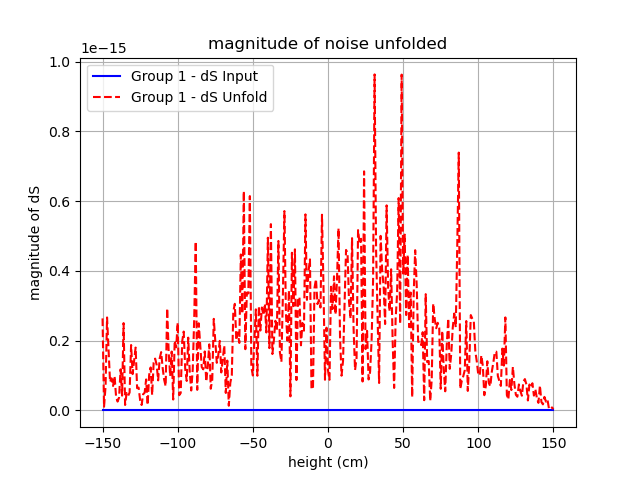 magnitude of noise unfolded
1e−15
Group 1 - dS Input
Group 1 - dS Unfold
magnitude of dS
1.0
0.8
0.6
0.4
0.2
0.0
−150 −100 −50 0 50 100 150
height (cm)